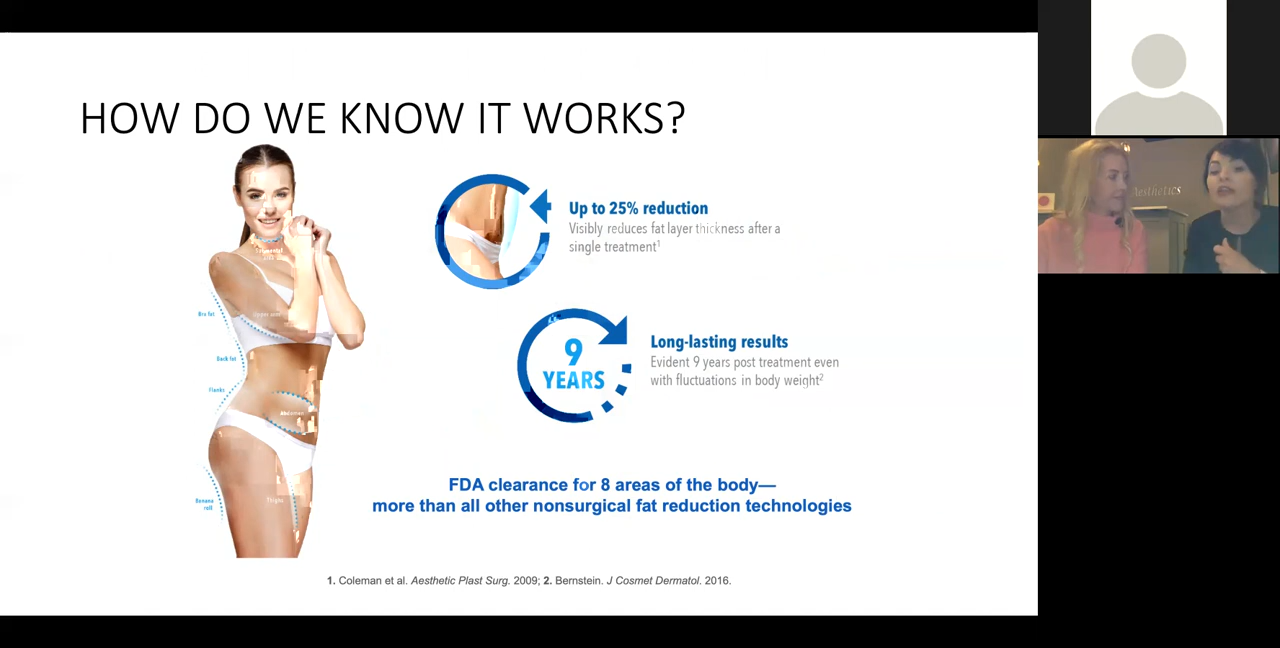 HOW DO WE KNOW IT WORKS?
Up to 25% reduction
Visibly reduces fat layer thickness after a
single treatment1
9
YEARS
Long-lasting results
Evident 9 years post treatment even
with fluctuations in body weight2
Bra fat
Back fat
Flanks
Abdomen
Banana
roll
Thighs
FDA clearance for 8 areas of the body—
more than all other nonsurgical fat reduction technologies
1. Coleman et al. Aesthetic Plast Surg. 2009; 2. Bernstein. J Cosmet Dermatol. 2016.
Aesthetics